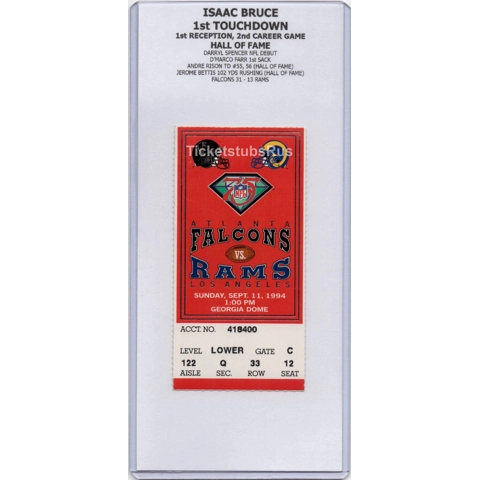 ISAAC BRUCE
1st TOUCHDOWN
1st RECEPTION, 2nd CAREER GAME
HALL OF FAME
DARRYL SPENCER NFL DEBUT
D'MARCO FARR 1st SACK
ANDRE RISON TD #55, 56 (HALL OF FAME)
JEROME BETTIS 102 YDS RUSHING (HALL OF FAME)
FALCONS 31 - 13 RAMS
TicketstubsRus
75
NFL
ATLANTA
FALCONS
VS.
RAMS
LOS ANGELES
SUNDAY, SEPT. 11, 1994
1:00 PM
GEORGIA DOME
ACCT. NO. 418400
LEVEL LOWER GATE C
122 Q 33 12
AISLE SEC. ROW SEAT